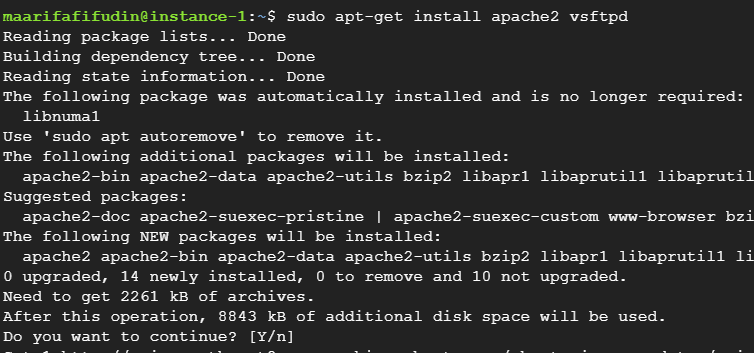 maarifafifudin@instance-1:~$ sudo apt-get install apache2 vsftpd
Reading package lists... Done
Building dependency tree... Done
Reading state information... Done
The following package was automatically installed and is no longer required:
  libnuma1
Use 'sudo apt autoremove' to remove it.
The following additional packages will be installed:
  apache2-bin apache2-data apache2-utils bzip2 libapr1 libaprutil1 libaprutil
Suggested packages:
  apache2-doc apache2-suexec-pristine | apache2-suexec-custom www-browser bzi
The following NEW packages will be installed:
  apache2 apache2-bin apache2-data apache2-utils bzip2 libapr1 libaprutil1 li
0 upgraded, 14 newly installed, 0 to remove and 10 not upgraded.
Need to get 2261 kB of archives.
After this operation, 8843 kB of additional disk space will be used.
Do you want to continue? [Y/n]